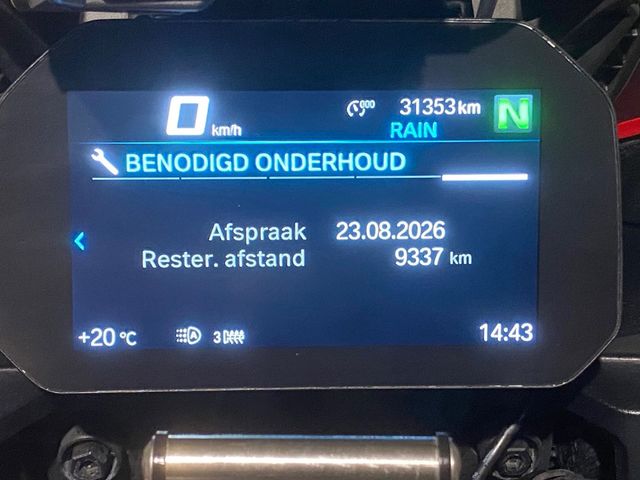 0 km/h
000 31353 km N
RAIN
BENODIGD ONDERHOUD
Afspraak 23.08.2026
Rester. afstand 9337 km
+20 °C A 3 14:43